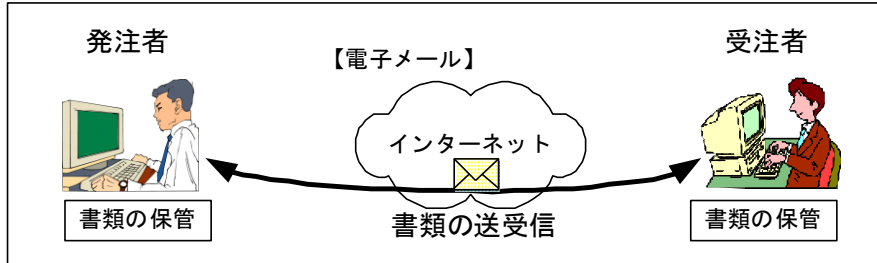 発注者
受注者
【電子メール】
インターネット
書類の送受信
書類の保管
書類の保管